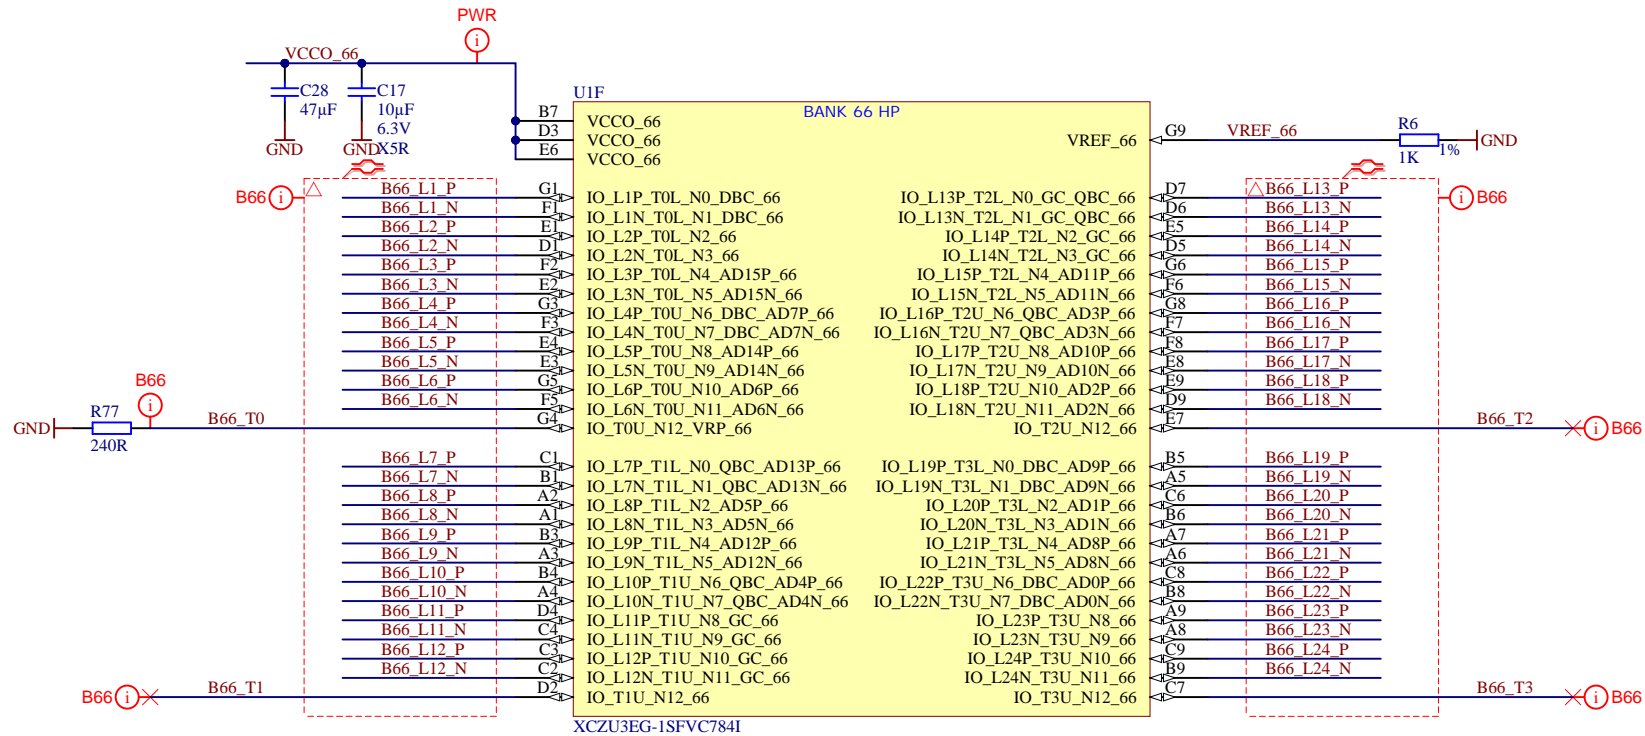 PWR
VCCO_66
C28
47µF
GND
C17
10µF
6.3V
X5R
GND
U1F
BANK 66 HP
B7 VCCO_66
D3 VCCO_66
E6 VCCO_66
VREF_66 G9 VREF_66
R6
1K
1%
GND
B66
B66
B66_L1_P G1 IO_L1P_T0L_N0_DBC_66 IO_L13P_T2L_N0_GC_QBC_66 D7 B66_L13_P
B66_L1_N F1 IO_L1N_T0L_N1_DBC_66 IO_L13N_T2L_N1_GC_QBC_66 D6 B66_L13_N
B66_L2_P E1 IO_L2P_T0L_N2_66 IO_L14P_T2L_N2_GC_66 E5 B66_L14_P
B66_L2_N D1 IO_L2N_T0L_N3_66 IO_L14N_T2L_N3_GC_66 D5 B66_L14_N
B66_L3_P F2 IO_L3P_T0L_N4_AD15P_66 IO_L15P_T2L_N4_AD11P_66 G6 B66_L15_P
B66_L3_N E2 IO_L3N_T0L_N5_AD15N_66 IO_L15N_T2L_N5_AD11N_66 F6 B66_L15_N
B66_L4_P G3 IO_L4P_T0U_N6_DBC_AD7P_66 IO_L16P_T2U_N6_QBC_AD3P_66 G8 B66_L16_P
B66_L4_N F3 IO_L4N_T0U_N7_DBC_AD7N_66 IO_L16N_T2U_N7_QBC_AD3N_66 F7 B66_L16_N
B66_L5_P E4 IO_L5P_T0U_N8_AD14P_66 IO_L17P_T2U_N8_AD10P_66 F8 B66_L17_P
B66_L5_N E3 IO_L5N_T0U_N9_AD14N_66 IO_L17N_T2U_N9_AD10N_66 E8 B66_L17_N
B66_L6_P G5 IO_L6P_T0U_N10_AD6P_66 IO_L18P_T2U_N10_AD2P_66 E9 B66_L18_P
B66_L6_N F5 IO_L6N_T0U_N11_AD6N_66 IO_L18N_T2U_N11_AD2N_66 D9 B66_L18_N
B66
GND
R77
240R
B66_T0 G4 IO_T0U_N12_VRP_66 IO_T2U_N12_66 E7 B66_T2 B66
B66_L7_P C1 IO_L7P_T1L_N0_QBC_AD13P_66 IO_L19P_T3L_N0_DBC_AD9P_66 B5 B66_L19_P
B66_L7_N B1 IO_L7N_T1L_N1_QBC_AD13N_66 IO_L19N_T3L_N1_DBC_AD9N_66 A5 B66_L19_N
B66_L8_P A2 IO_L8P_T1L_N2_AD5P_66 IO_L20P_T3L_N2_AD1P_66 C6 B66_L20_P
B66_L8_N A1 IO_L8N_T1L_N3_AD5N_66 IO_L20N_T3L_N3_AD1N_66 B6 B66_L20_N
B66_L9_P B3 IO_L9P_T1L_N4_AD12P_66 IO_L21P_T3L_N4_AD8P_66 A7 B66_L21_P
B66_L9_N A3 IO_L9N_T1L_N5_AD12N_66 IO_L21N_T3L_N5_AD8N_66 A6 B66_L21_N
B66_L10_P B4 IO_L10P_T1U_N6_QBC_AD4P_66 IO_L22P_T3U_N6_DBC_AD0P_66 C8 B66_L22_P
B66_L10_N A4 IO_L10N_T1U_N7_QBC_AD4N_66 IO_L22N_T3U_N7_DBC_AD0N_66 B8 B66_L22_N
B66_L11_P D4 IO_L11P_T1U_N8_GC_66 IO_L23P_T3U_N8_66 A9 B66_L23_P
B66_L11_N C4 IO_L11N_T1U_N9_GC_66 IO_L23N_T3U_N9_66 A8 B66_L23_N
B66_L12_P C3 IO_L12P_T1U_N10_GC_66 IO_L24P_T3U_N10_66 C9 B66_L24_P
B66_L12_N C2 IO_L12N_T1U_N11_GC_66 IO_L24N_T3U_N11_66 B9 B66_L24_N
B66 B66_T1 D2 IO_T1U_N12_66 IO_T3U_N12_66 C7 B66_T3 B66
XCZU3EG-1SFVC784I